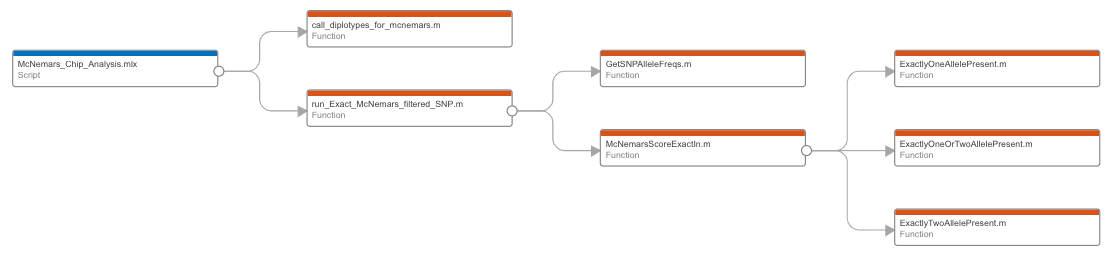 call_diplotypes_for_mcnemars.m
Function
McNemars_Chip_Analysis.mlx
Script
GetSNPAlleleFreqs.m
Function
ExactlyOneAllelePresent.m
Function
run_Exact_McNemars_filtered_SNP.m
Function
McNemarsScoreExactIn.m
Function
ExactlyOneOrTwoAllelePresent.m
Function
ExactlyTwoAllelePresent.m
Function